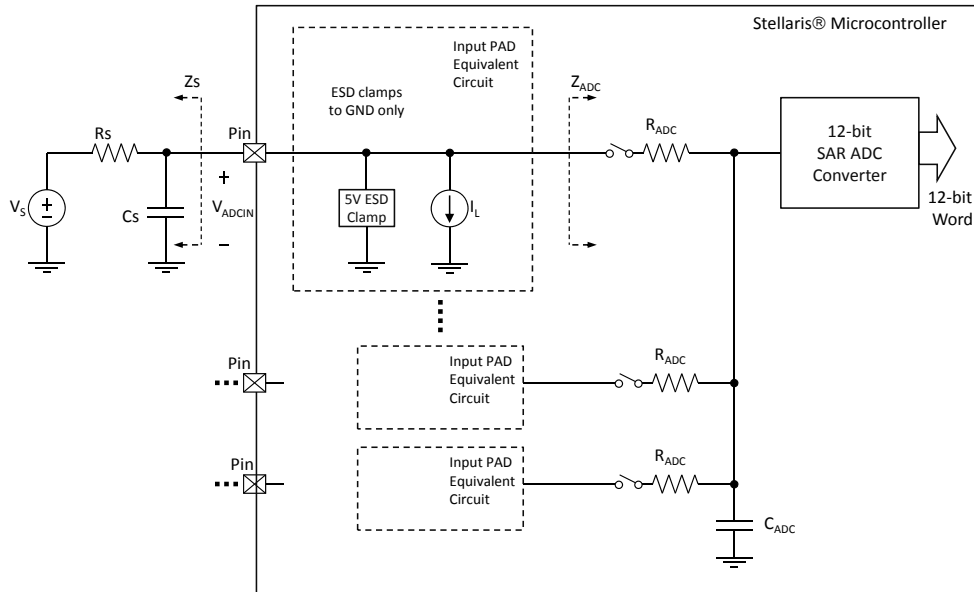 Stellaris® Microcontroller
Input PAD
Equivalent
Circuit
ESD clamps
to GND only
Zs
ZADC
Pin
Rs
RADC
12-bit
SAR ADC
Converter
12-bit
Word
VS
+
−
Cs
+
VADCIN
−
5V ESD
Clamp
IL
Pin
Input PAD
Equivalent
Circuit
RADC
Pin
Input PAD
Equivalent
Circuit
RADC
CADC